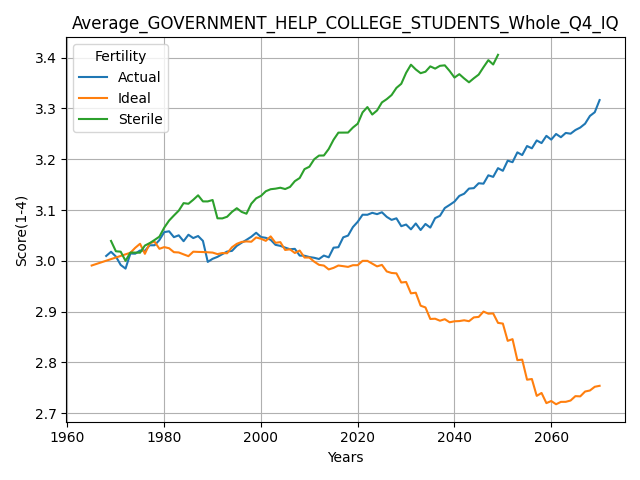 Average_GOVERNMENT_HELP_COLLEGE_STUDENTS_Whole_Q4_IQ
Fertility
Actual
Ideal
Sterile
Score(1-4)
3.4
3.3
3.2
3.1
3.0
2.9
2.8
2.7
1960 1980 2000 2020 2040 2060
Years